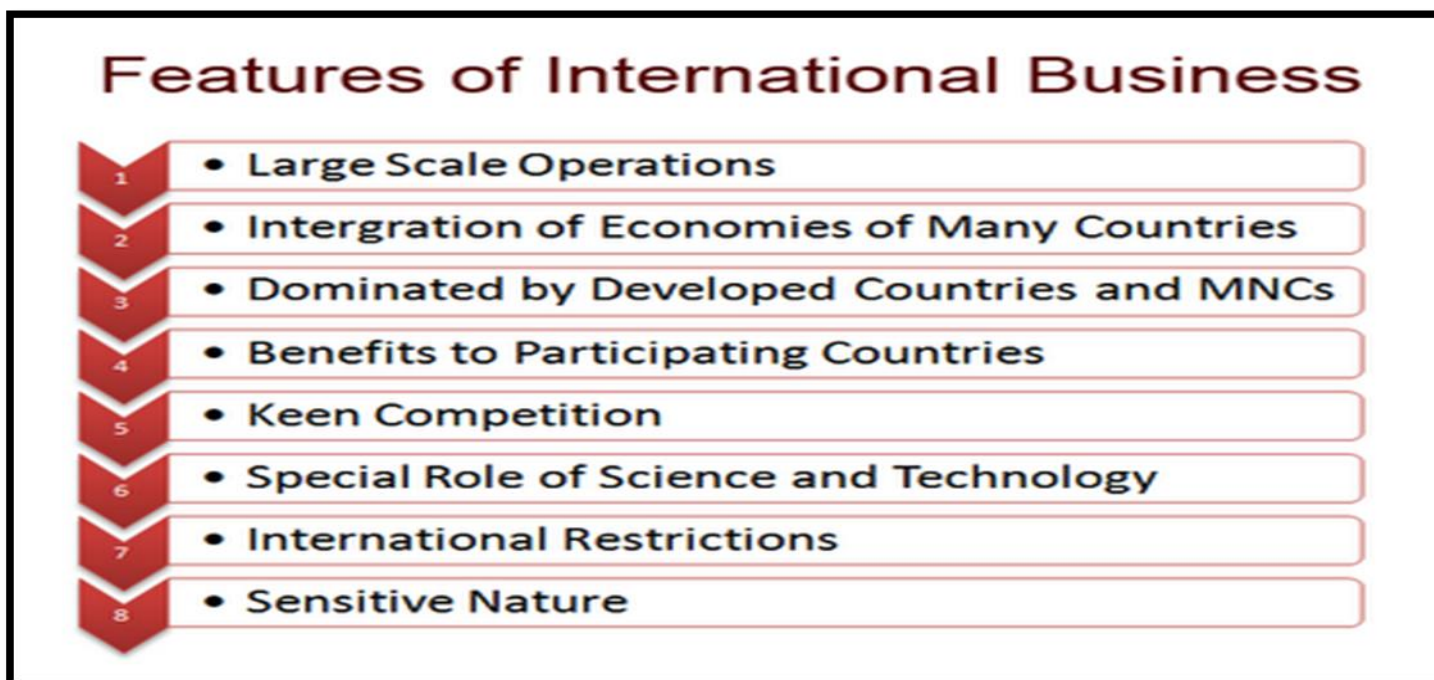 Features of International Business
1 • Large Scale Operations
2 • Intergration of Economies of Many Countries
3 • Dominated by Developed Countries and MNCs
4 • Benefits to Participating Countries
5 • Keen Competition
6 • Special Role of Science and Technology
7 • International Restrictions
8 • Sensitive Nature